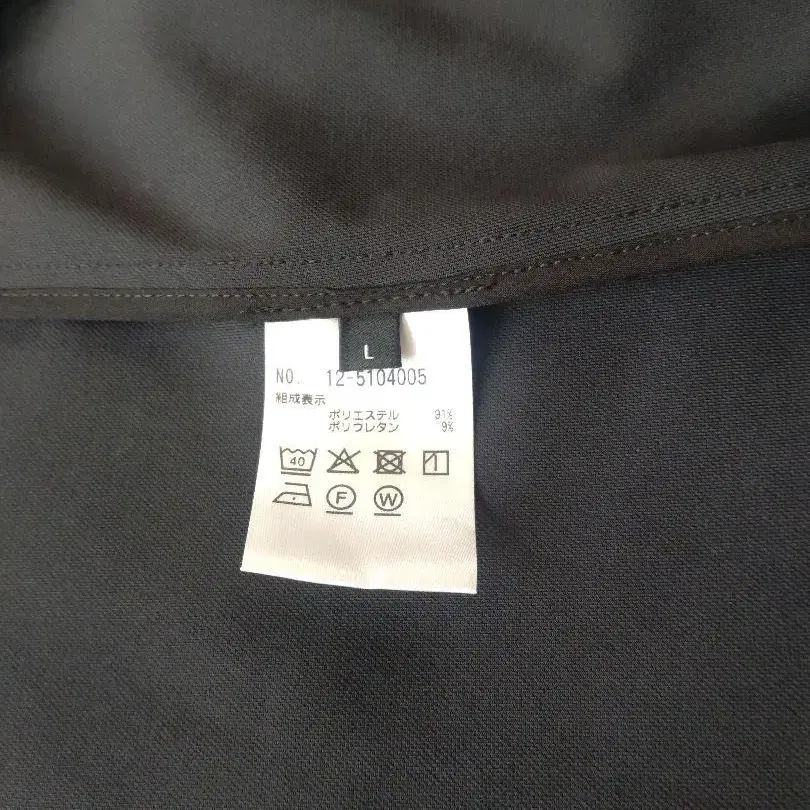 L
NO. 12-5104005
組成表示
ポリエステル 91%
ポリウレタン 9%
40
F W